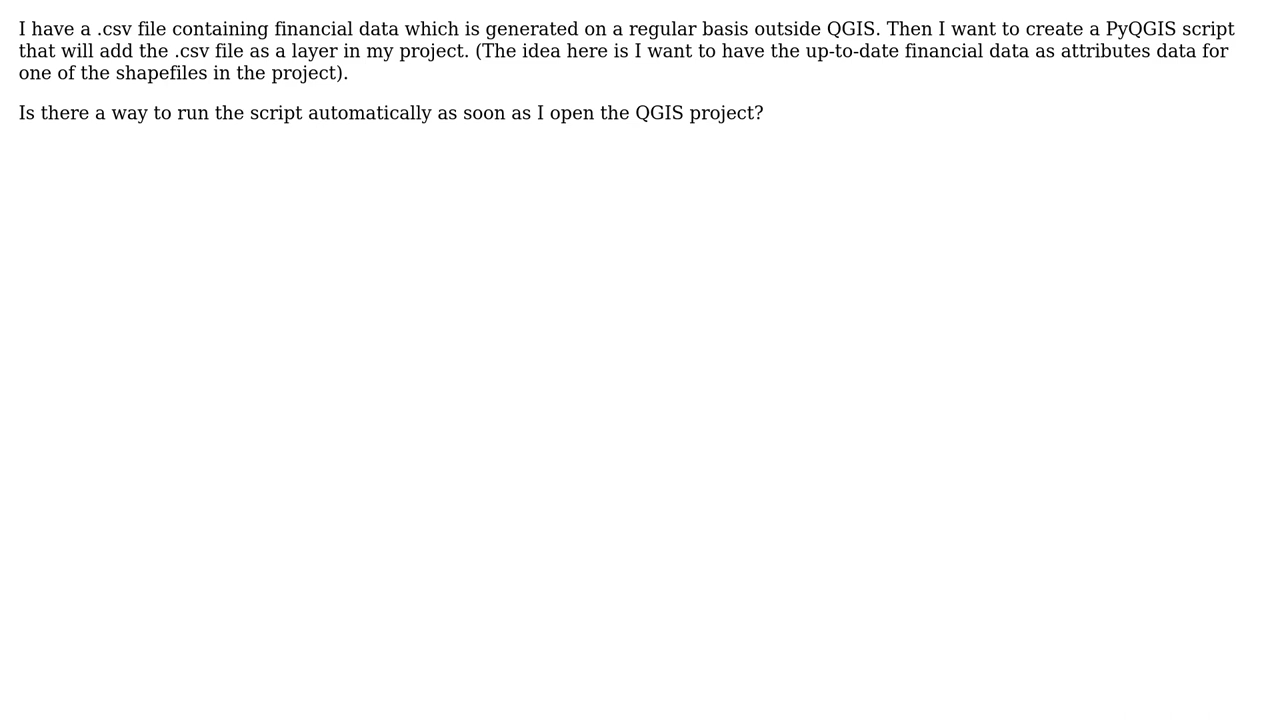 I have a .csv file containing financial data which is generated on a regular basis outside QGIS. Then I want to create a PyQGIS script
that will add the .csv file as a layer in my project. (The idea here is I want to have the up-to-date financial data as attributes data for
one of the shapefiles in the project).
Is there a way to run the script automatically as soon as I open the QGIS project?